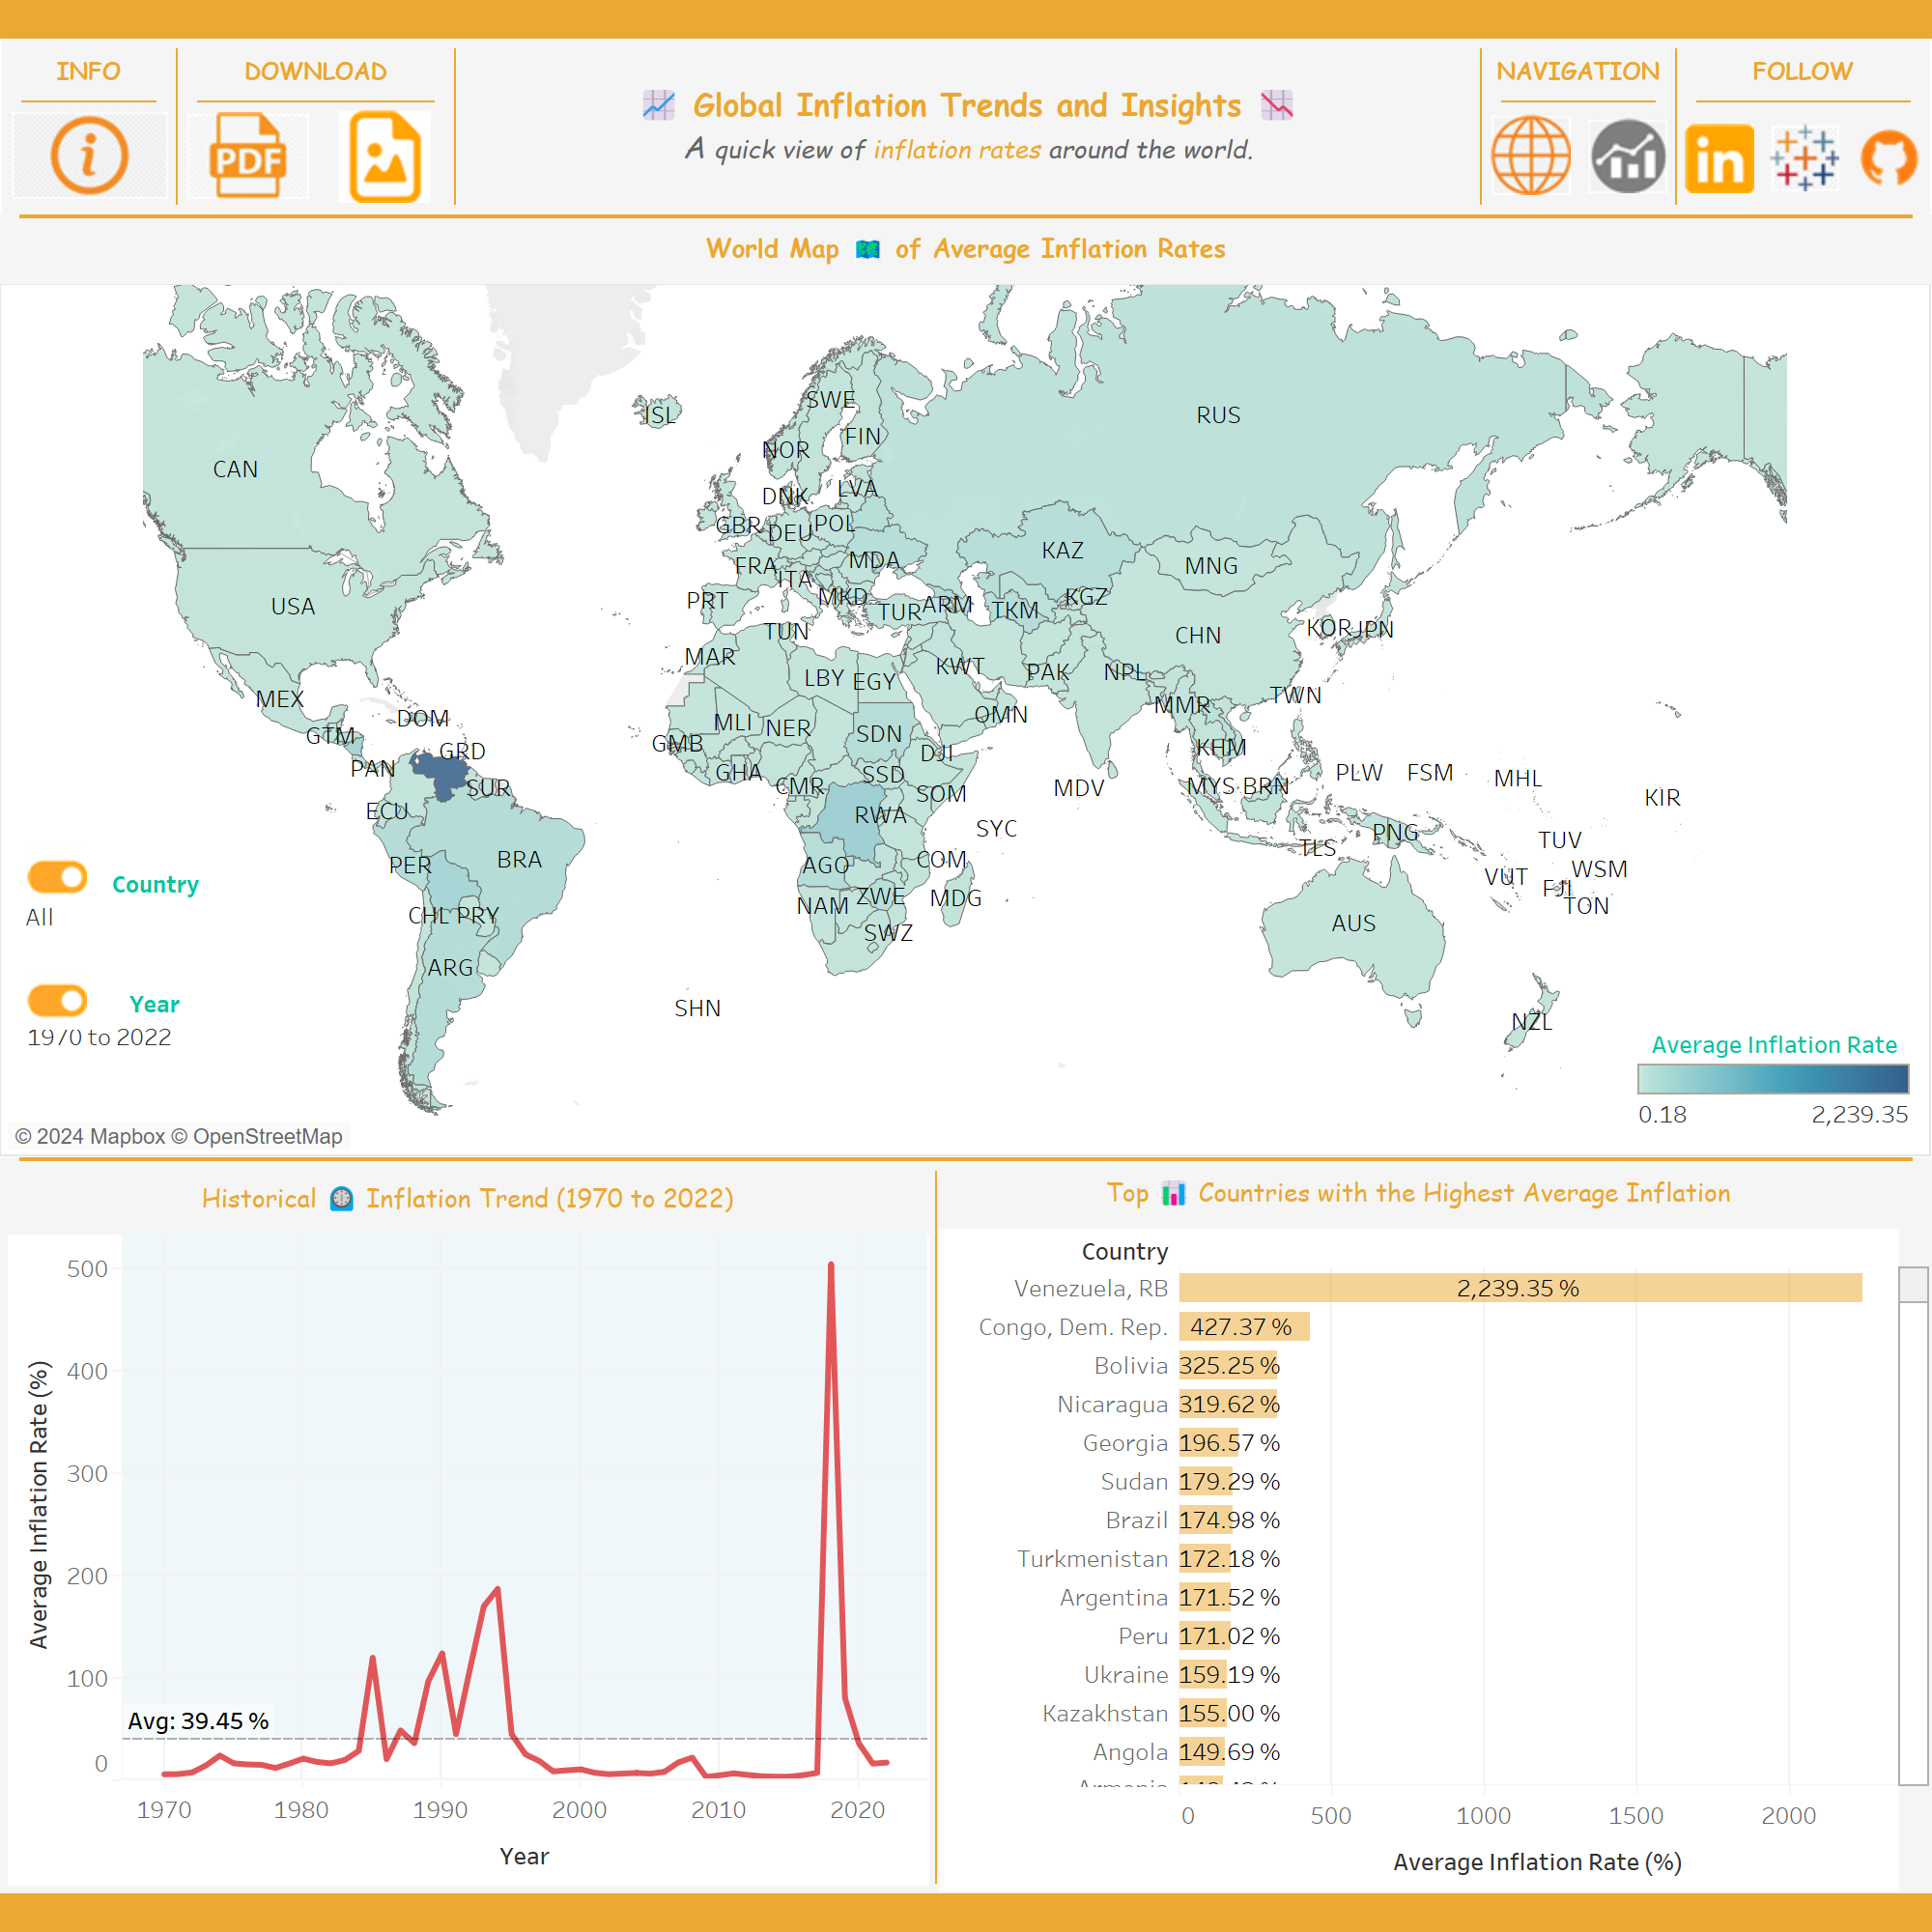 INFO
DOWNLOAD
PDF
Global Inflation Trends and Insights
A quick view of inflation rates around the world.
NAVIGATION
FOLLOW
in
World Map of Average Inflation Rates
ISL
SWE
RUS
FIN
NOR
CAN
DNK
LVA
GBR
DEU
POL
KAZ
MNG
FRA
ITA
MDA
USA
PRT
MKD
TUR
ARM
TKM
KGZ
CHN
KOR
JPN
TUN
MAR
LBY
EGY
KWT
PAK
NPL
MEX
DOM
MLI
NER
SDN
OMN
MMR
TWN
GTM
GRD
GMB
DJI
KHM
PAN
SUR
GHA
CMR
SSD
SOM
MDV
MYS
BRN
PLW
FSM
MHL
KIR
ECU
RWA
SYC
PNG
TLS
TUV
PER
BRA
AGO
COM
WSM
VUT
FJI
TON
CHL
PRY
NAM
ZWE
MDG
SWZ
AUS
ARG
SHN
NZL
Country
All
Year
1970 to 2022
Average Inflation Rate
0.18
2,239.35
© 2024 Mapbox © OpenStreetMap
Historical Inflation Trend (1970 to 2022)
Average Inflation Rate (%)
500
400
300
200
100
0
Avg: 39.45 %
1970
1980
1990
2000
2010
2020
Year
Top Countries with the Highest Average Inflation
Country
Venezuela, RB 2,239.35 %
Congo, Dem. Rep. 427.37 %
Bolivia 325.25 %
Nicaragua 319.62 %
Georgia 196.57 %
Sudan 179.29 %
Brazil 174.98 %
Turkmenistan 172.18 %
Argentina 171.52 %
Peru 171.02 %
Ukraine 159.19 %
Kazakhstan 155.00 %
Angola 149.69 %
0
500
1000
1500
2000
Average Inflation Rate (%)